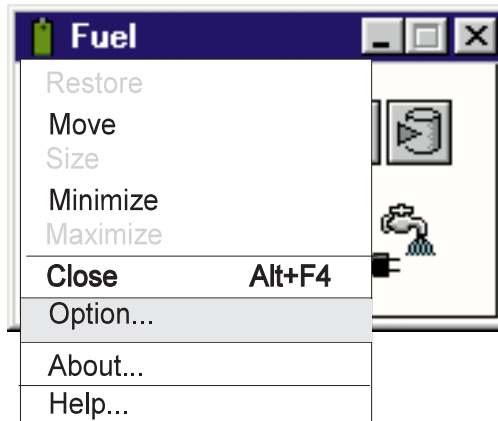 Fuel
Restore
Move
Size
Minimize
Maximize
Close Alt+F4
Option...
About...
Help...